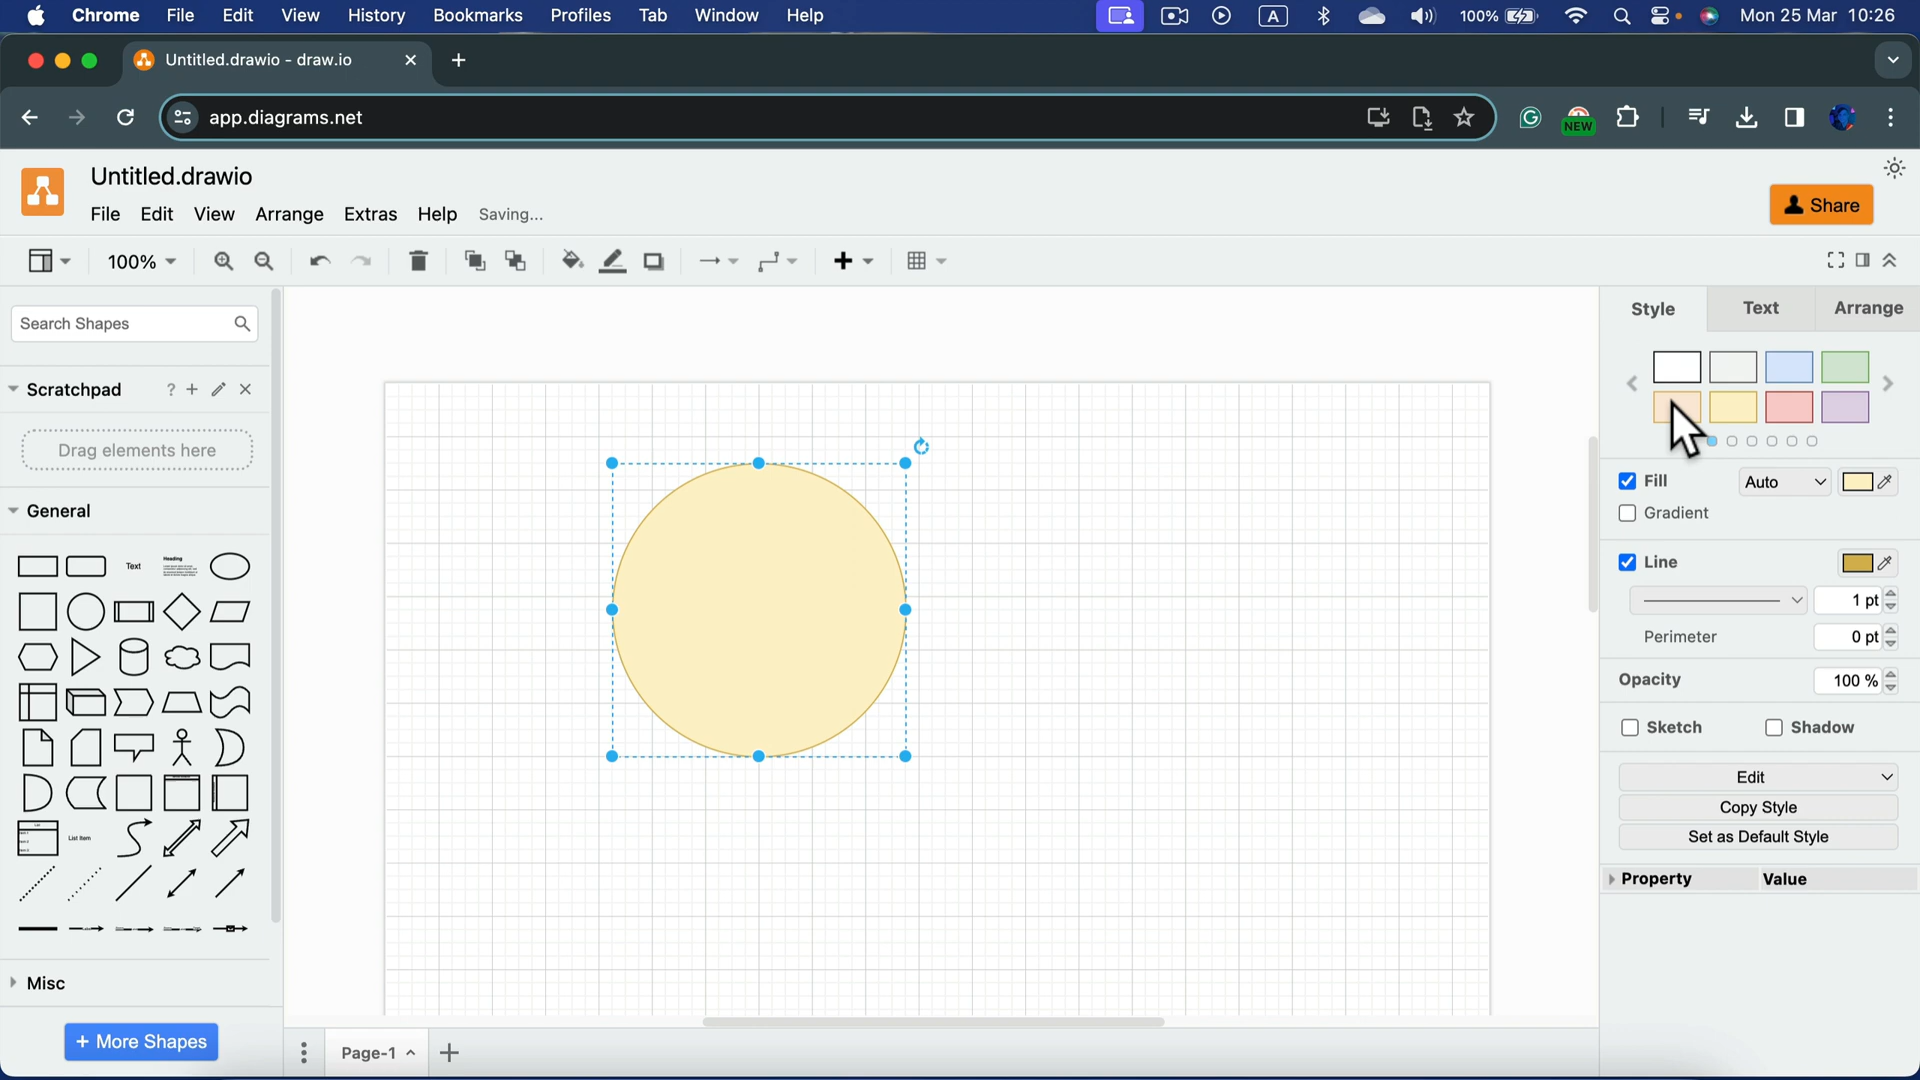 Chrome File Edit View History Bookmarks Profiles Tab Window Help A 100% Mon 25 Mar 10:26
Untitled.drawio - draw.io
app.diagrams.net NEW
Untitled.drawio
File Edit View Arrange Extras Help Saving...
Share
100%
Search Shapes
Scratchpad ?
Drag elements here
General
Text Heading
List Item
Misc
+ More Shapes
Page-1
Style Text Arrange
Fill Auto
Gradient
Line
1 pt
Perimeter 0 pt
Opacity 100 %
Sketch Shadow
Edit
Copy Style
Set as Default Style
Property Value